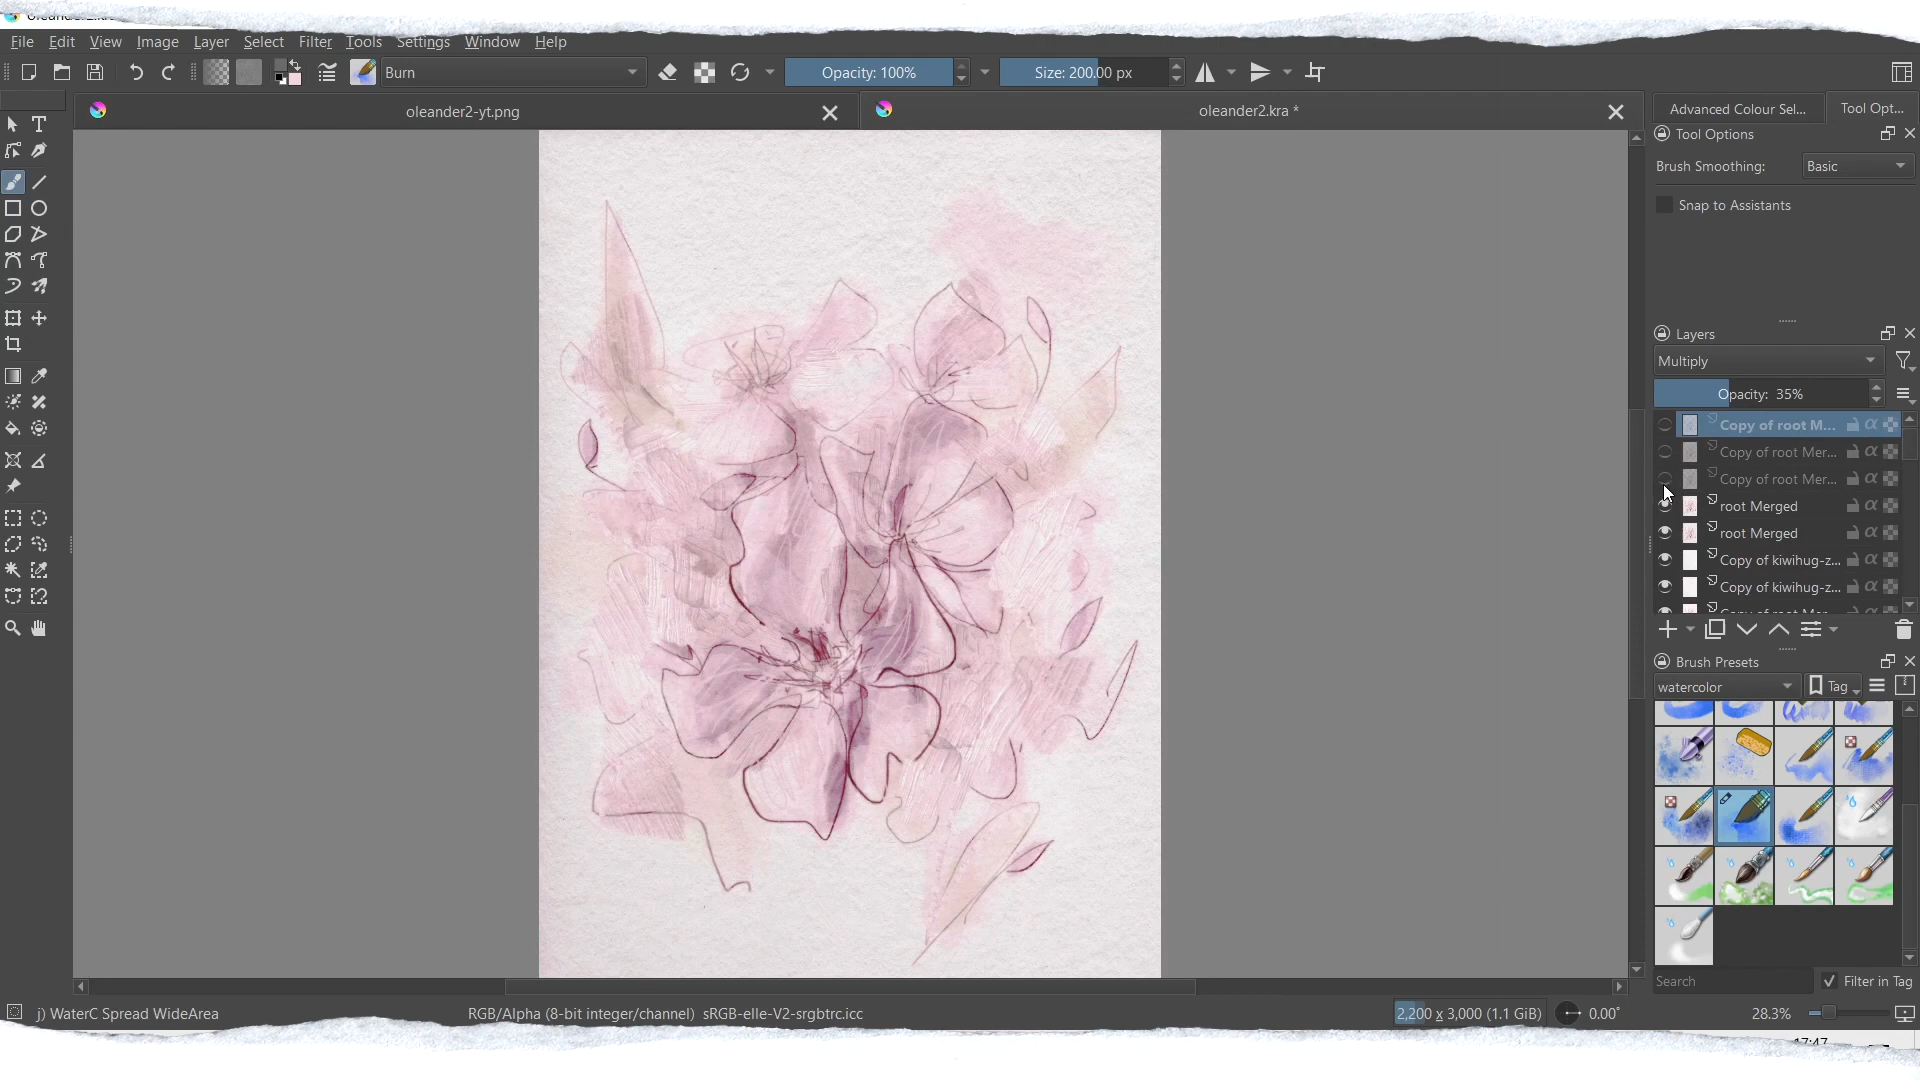 File Edit View Image Layer Select Filter Tools Settings Window Help
Burn Opacity: 100% Size: 200.00 px
oleander2-yt.png oleander2.kra * Advanced Colour Sel... Tool Opt...
Tool Options
Brush Smoothing: Basic
Snap to Assistants
Layers
Multiply
Opacity: 35%
Copy of root M...
Copy of root Mer...
Copy of root Mer...
root Merged
root Merged
Copy of kiwihug-z...
Copy of kiwihug-z...
Brush Presets
watercolor Tag
Search Filter in Tag
j) WaterC Spread WideArea RGB/Alpha (8-bit integer/channel) sRGB-elle-V2-srgbtrc.icc 2,200 x 3,000 (1.1 GiB) 0.00° 28.3%